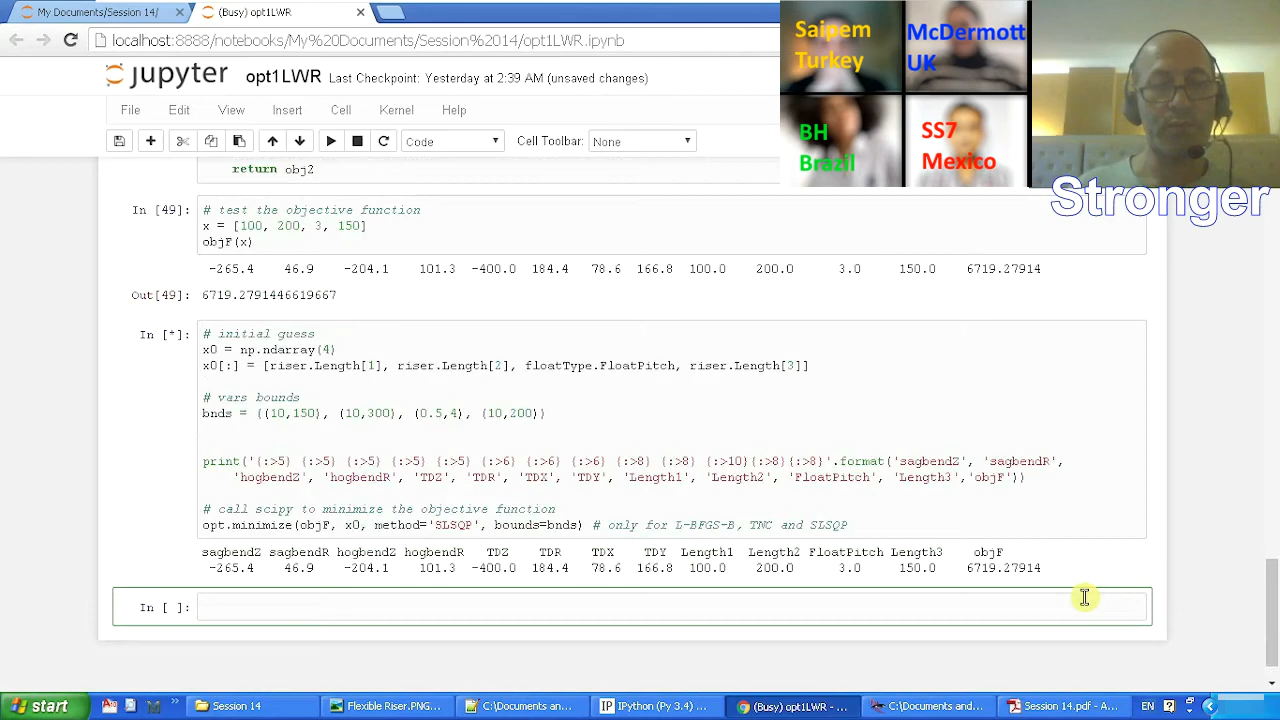 My Documents/Session 14/
(Busy) opt1LWR
My%20Documents/Session%2014/opt1LWR.ipynb
jupyter opt1LWR Last Checkpoint: Yesterday at 2:39 AM (unsaved changes)
File Edit View Insert Cell Kernel Help
Code Cell Toolbar: None
Saipem
Turkey
McDermott
UK
BH
Brazil
SS7
Mexico
Stronger
return obj2
In [49]: # test the objective function
x = [100, 200, 3, 150]
objF(x)
-265.4 46.9 -204.1 101.3 -400.0 184.4 78.6 166.8 100.0 200.0 3.0 150.0 6719.27914
Out[49]: 6719.2791446619667
In [*]: # initial guess
x0 = np.ndarray(4)
x0[:] = [riser.Length[1], riser.Length[2], floatType.FloatPitch, riser.Length[3]]
# vars bounds
bnds = ((10,150), (10,300), (0.5,4), (10,200))
print('{:>5} {:>5} {:>5} {:>5} {:>5} {:>6} {:>6} {:>6} {:>8} {:>8} {:>10}{:>8}{:>8}'.format('sagbendZ', 'sagbendR',
'hogbendZ', 'hogbendR', 'TDZ', 'TDR', 'TDX', 'TDY', 'Length1', 'Length2', 'FloatPitch', 'Length3','objF'))
# call scipy to minimize the objective function
opt.minimize(objF, x0, method='SLSQP', bounds=bnds) # only for L-BFGS-B, TNC and SLSQP
sagbendZ sagbendR hogbendZ hogbendR TDZ TDR TDX TDY Length1 Length2 FloatPitch Length3 objF
-265.4 46.9 -204.1 101.3 -400.0 184.4 78.6 166.8 100.0 200.0 3.0 150.0 6719.27914
In [ ]:
start Session 14 Flexible Riser.PNG... C:\Documents a... IPython (Py 3.4) ... (Busy) opt1LWR - ... C:\Documents and... Session 14.pdf - A...